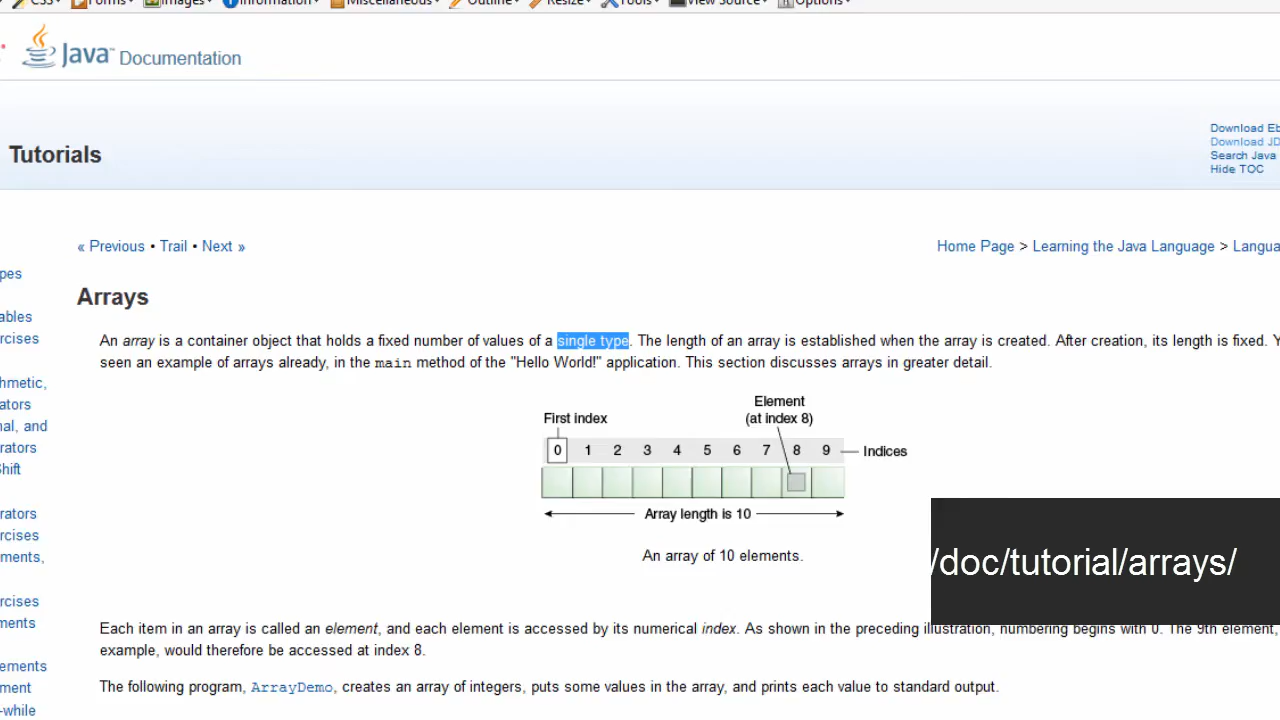 CSS Forms Images Information Miscellaneous Outline Resize Tools View Source Options
Java™ Documentation
Tutorials
Download Eb
Download JD
Search Java
Hide TOC
« Previous • Trail • Next »
Home Page > Learning the Java Language > Langua
pes
ables
rcises
hmetic,
ators
nal, and
rators
Shift
rators
rcises
ments,
rcises
ments
ements
ment
-while
Arrays
An array is a container object that holds a fixed number of values of a single type. The length of an array is established when the array is created. After creation, its length is fixed. Y
seen an example of arrays already, in the main method of the "Hello World!" application. This section discusses arrays in greater detail.
Element
First index (at index 8)
0 1 2 3 4 5 6 7 8 9 Indices
Array length is 10
An array of 10 elements.
/doc/tutorial/arrays/
Each item in an array is called an element, and each element is accessed by its numerical index. As shown in the preceding illustration, numbering begins with 0. The 9th element,
example, would therefore be accessed at index 8.
The following program, ArrayDemo, creates an array of integers, puts some values in the array, and prints each value to standard output.